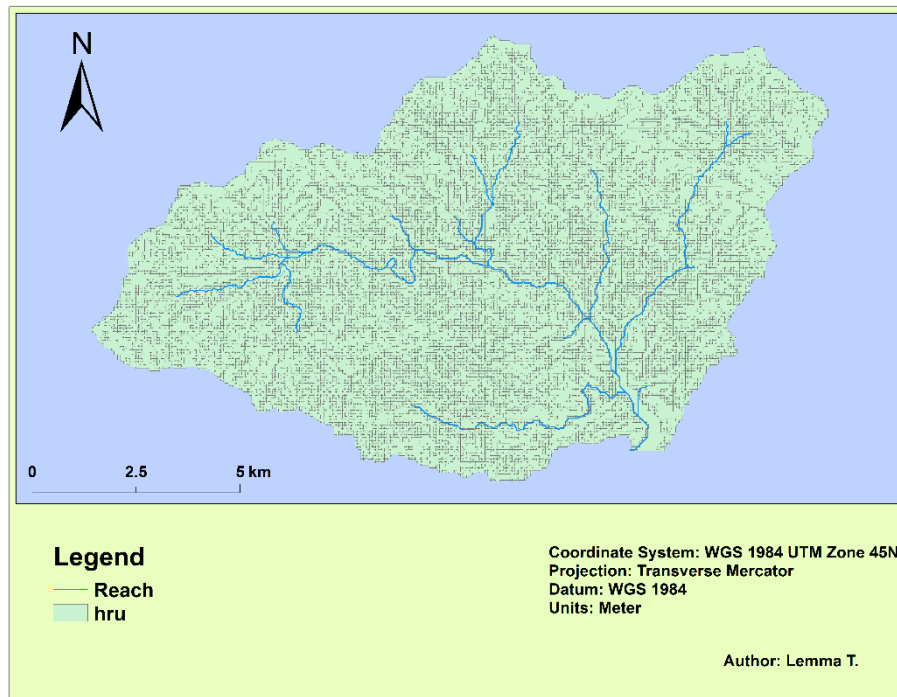 N
0 2.5 5 km
Legend
Reach
hru
Coordinate System: WGS 1984 UTM Zone 45N
Projection: Transverse Mercator
Datum: WGS 1984
Units: Meter
Author: Lemma T.